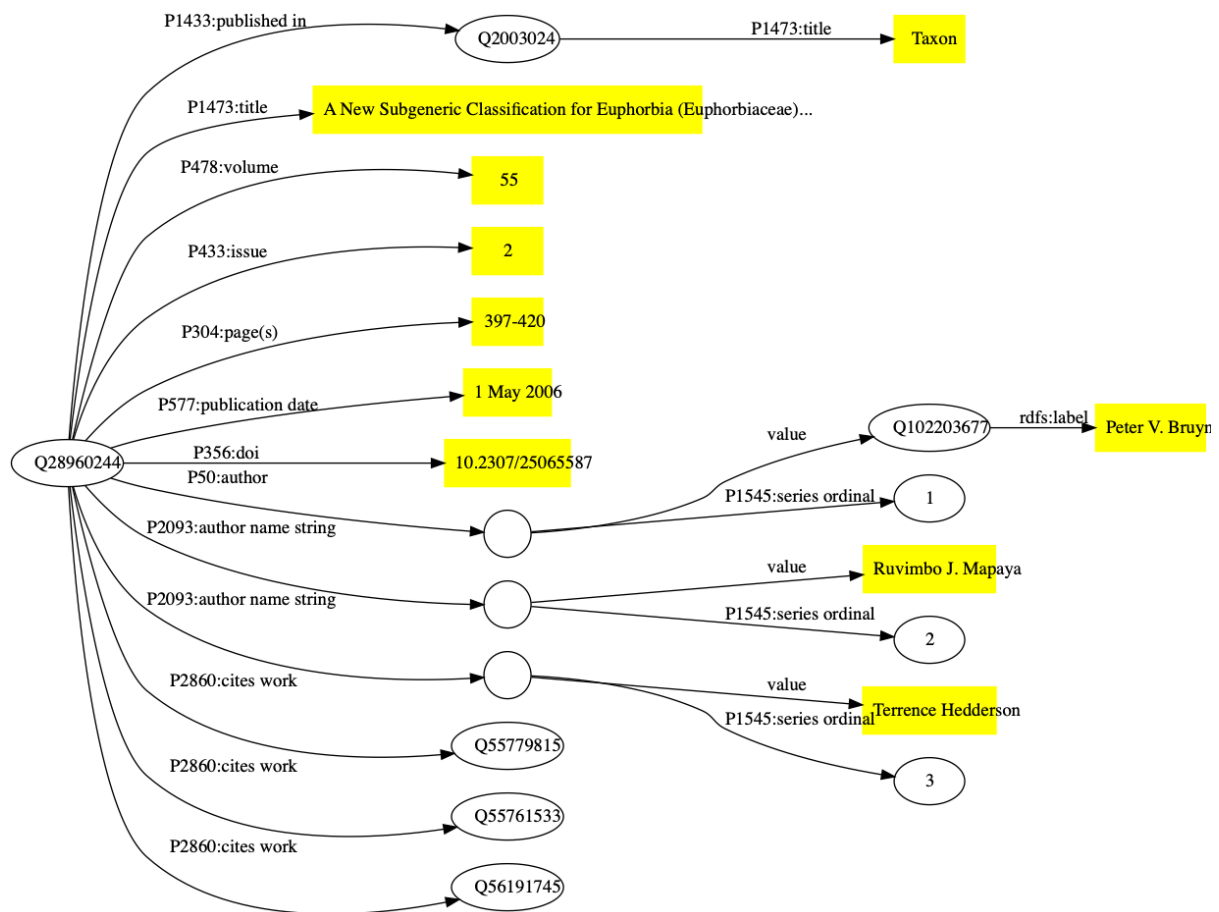 P1433:published in
Q2003024
P1473:title
Taxon
P1473:title
A New Subgeneric Classification for Euphorbia (Euphorbiaceae)...
P478:volume
55
P433:issue
2
P304:page(s)
397-420
P577:publication date
1 May 2006
Q28960244
P356:doi
10.2307/25065587
P50:author
value
Q102203677
rdfs:label
Peter V. Bruyn
P1545:series ordinal
1
P2093:author name string
value
Ruvimbo J. Mapaya
P1545:series ordinal
2
P2093:author name string
value
Terrence Hedderson
P1545:series ordinal
3
P2860:cites work
Q55779815
P2860:cites work
Q55761533
P2860:cites work
Q56191745